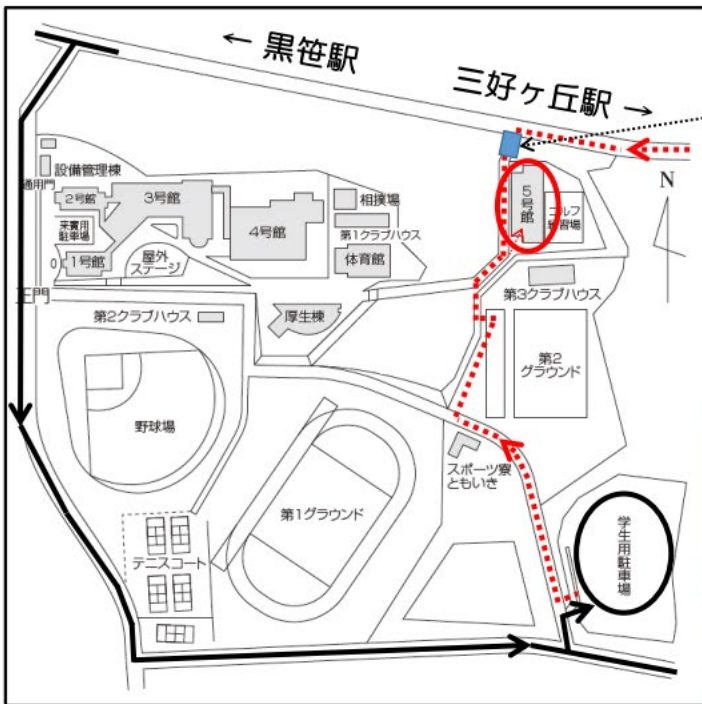 ← 黒笹駅
三好ヶ丘駅 →
N
設備管理棟
通用門
2号館
3号館
来賓用
駐車場
1号館
屋外
ステージ
4号館
相撲場
第1クラブハウス
体育館
5号館
ゴルフ
練習場
正門
第2クラブハウス
厚生棟
第3クラブハウス
第2
グラウンド
野球場
スポーツ寮
ともいき
第1グラウンド
テニスコート
学生用駐車場